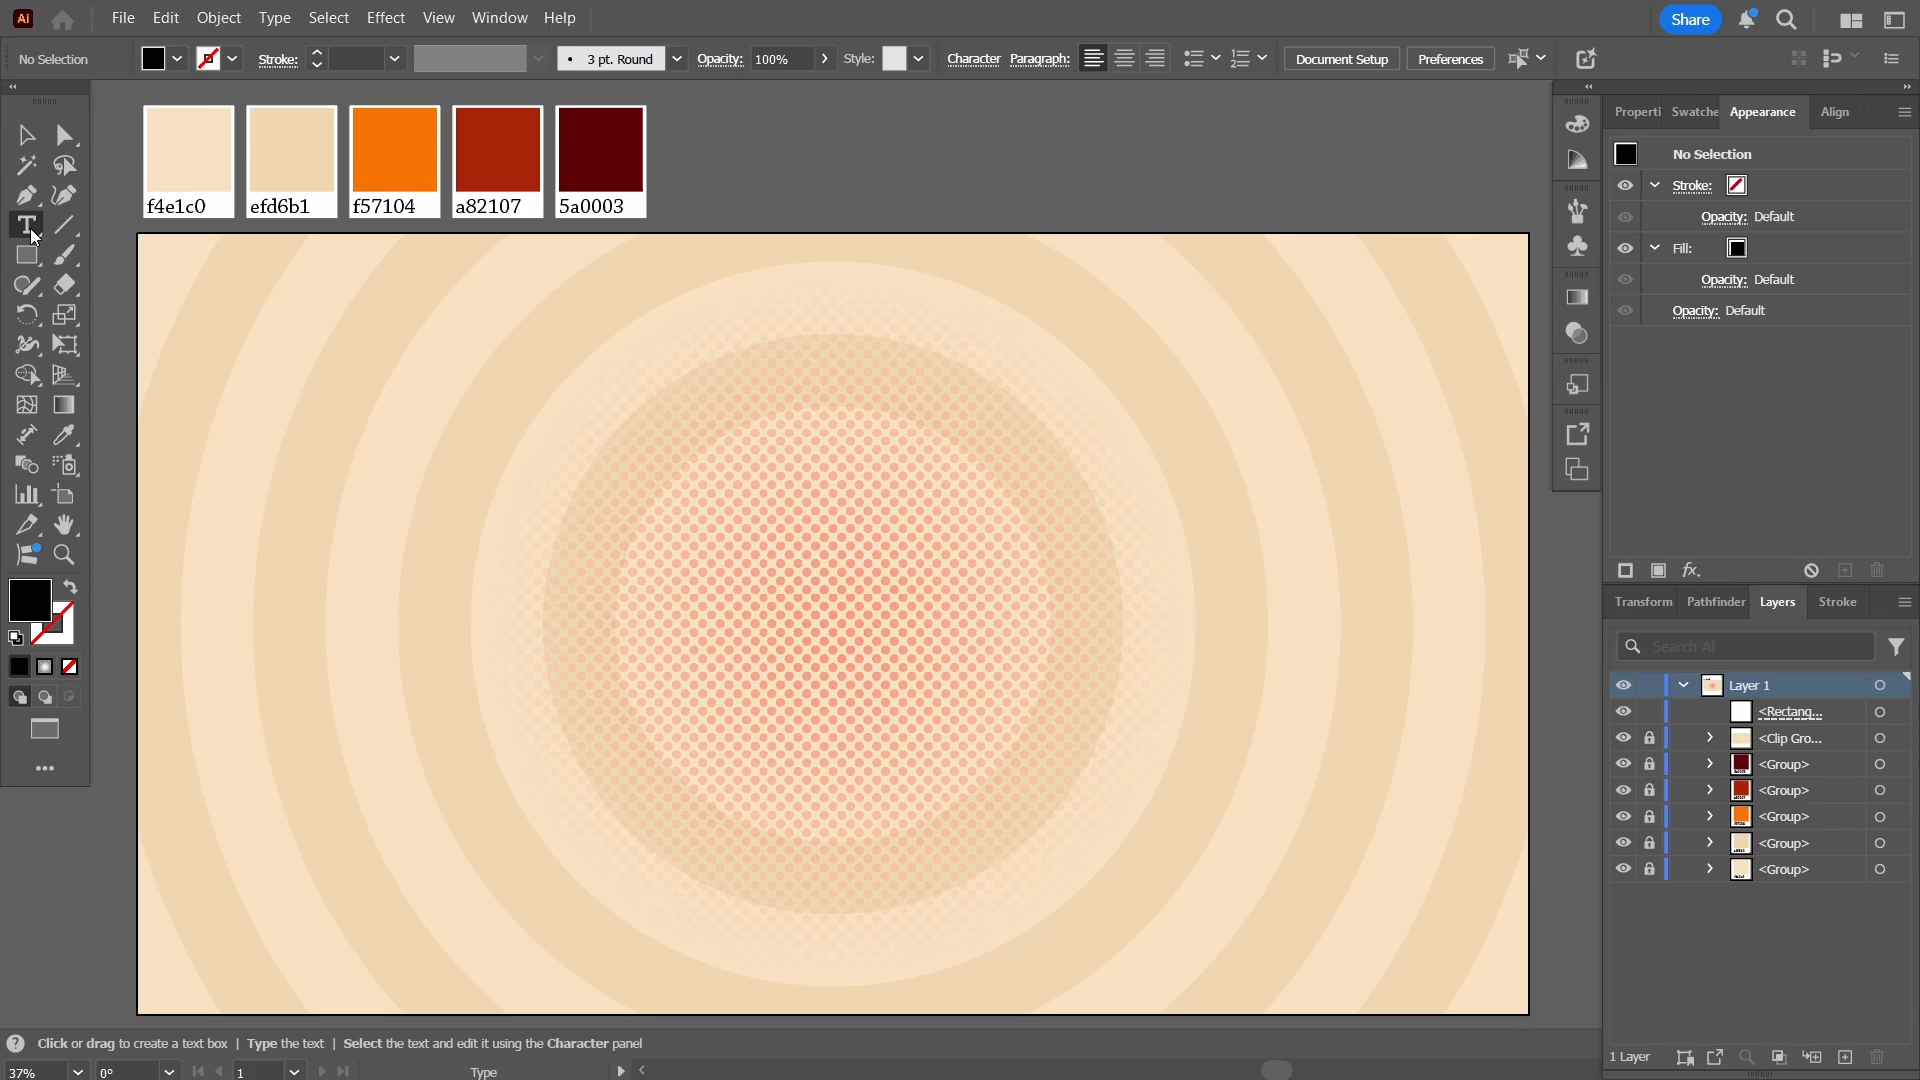 Ai File Edit Object Type Select Effect View Window Help Share
No Selection Stroke: 3 pt. Round Opacity: 100% Style: Character Paragraph: Document Setup Preferences
f4e1c0 efd6b1 f57104 a82107 5a0003
Properti Swatche Appearance Align
No Selection
Stroke:
Opacity: Default
Fill:
Opacity: Default
Opacity: Default
fx.
Transform Pathfinder Layers Stroke
Search All
Layer 1
<Rectang...
<Clip Gro...
<Group>
<Group>
<Group>
<Group>
<Group>
1 Layer
Click or drag to create a text box | Type the text | Select the text and edit it using the Character panel
37% 0° 1 Type